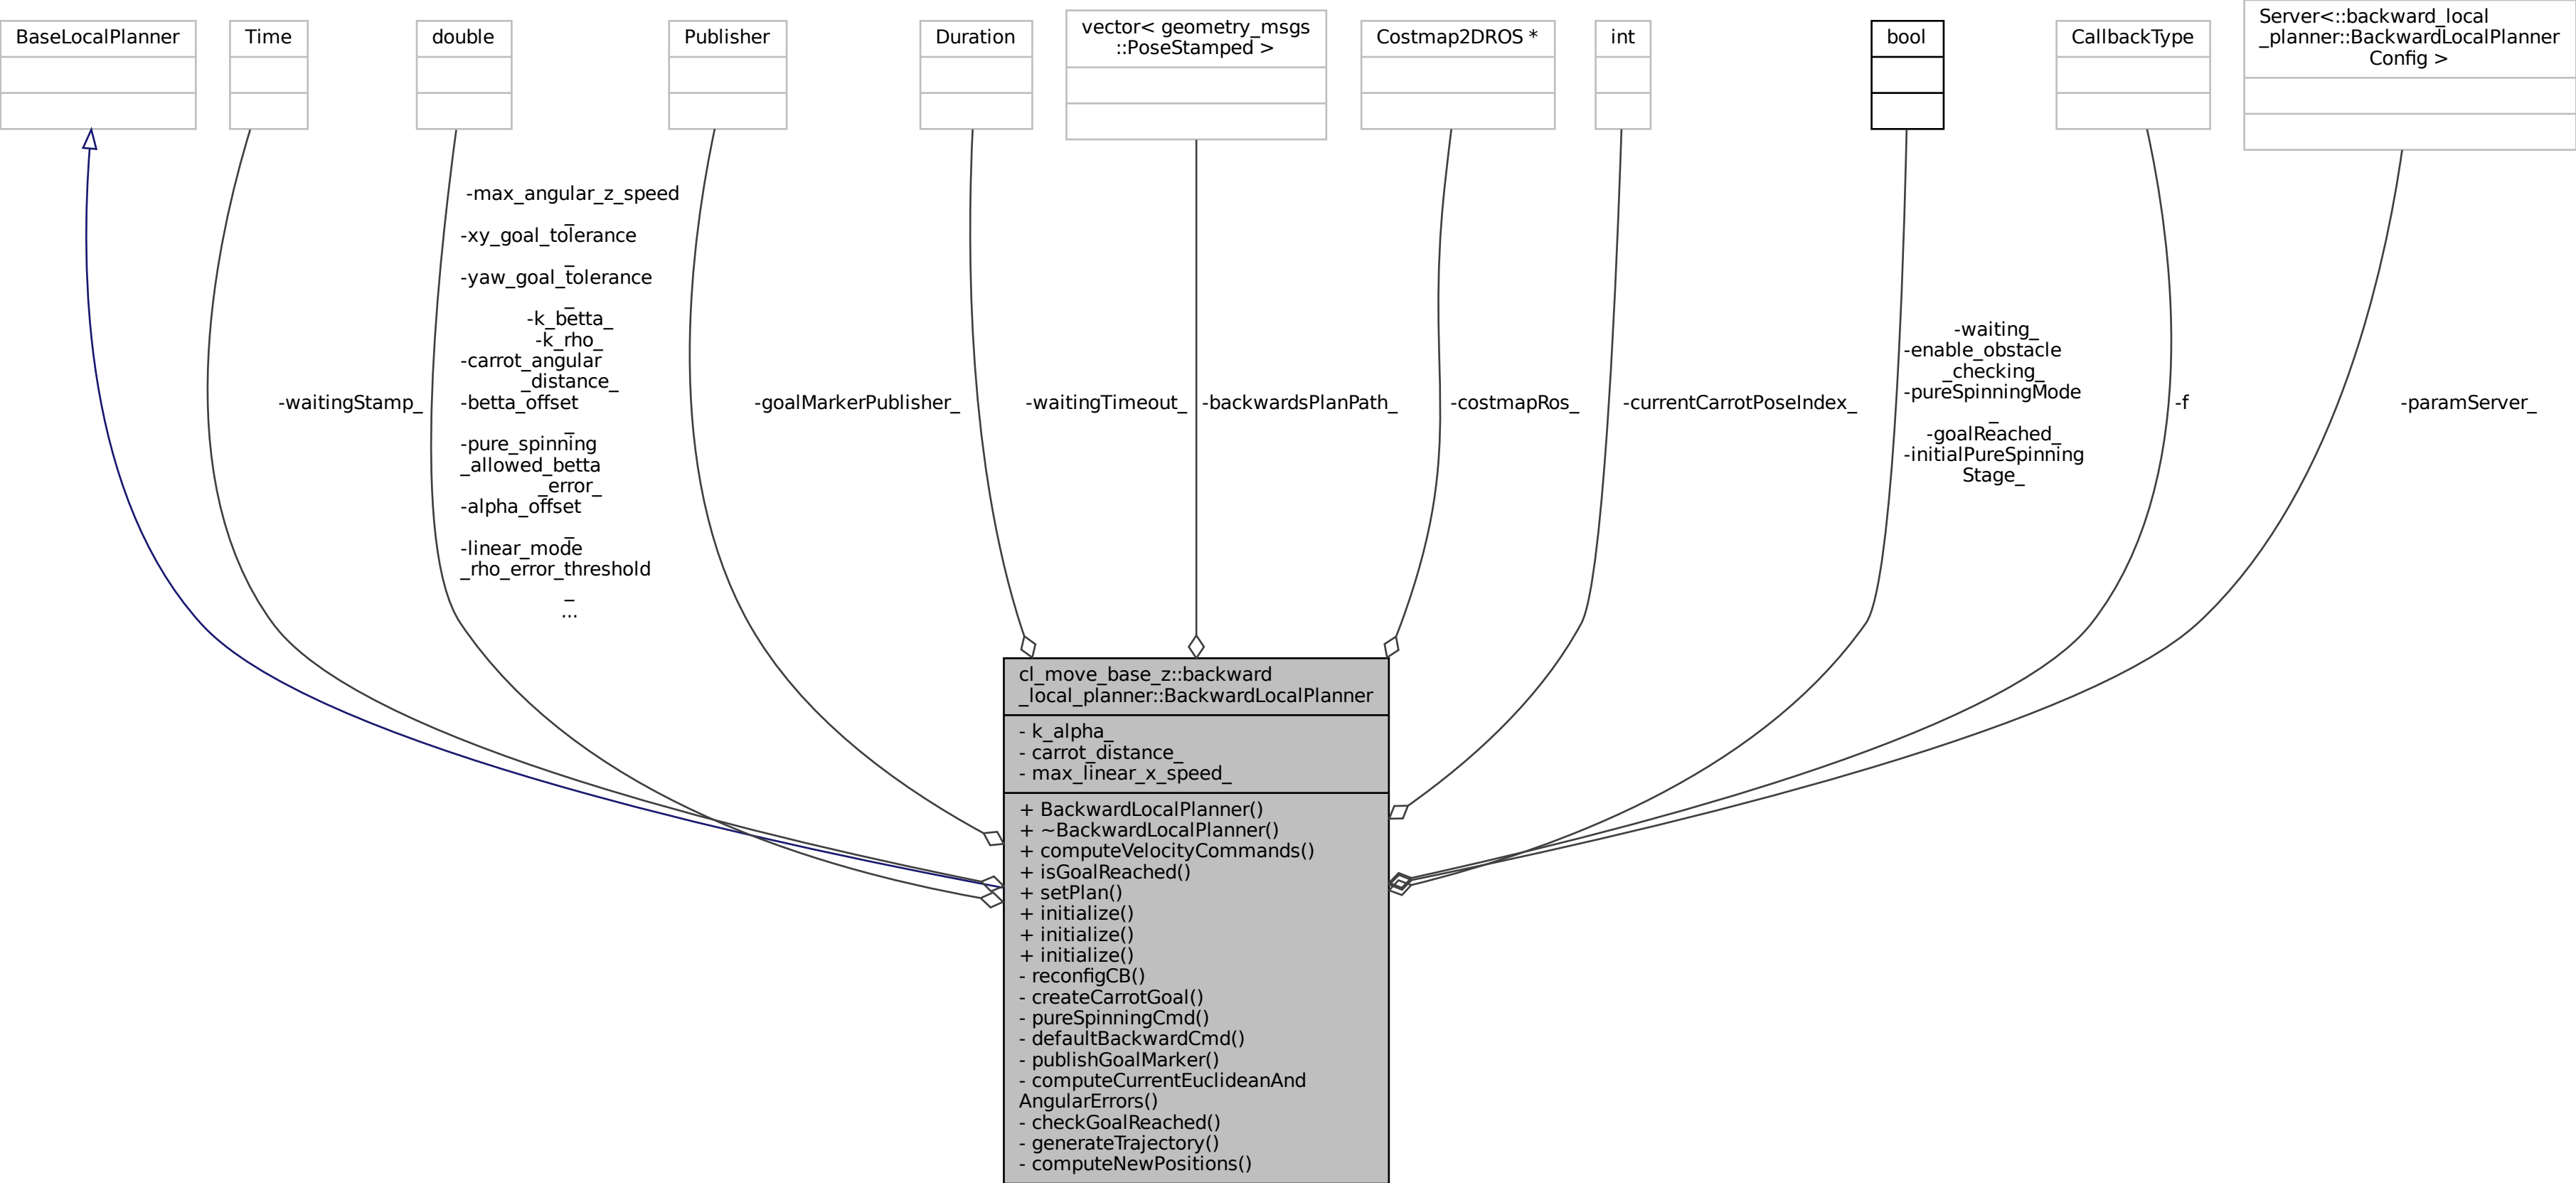 BaseLocalPlanner
Time
double
Publisher
Duration
vector< geometry_msgs
::PoseStamped >
Costmap2DROS *
int
bool
CallbackType
Server<::backward_local
_planner::BackwardLocalPlanner
Config >
-waitingStamp_
-max_angular_z_speed
_
-xy_goal_tolerance
_
-yaw_goal_tolerance
_
-k_betta_
-k_rho_
-carrot_angular
_distance_
-betta_offset
_
-pure_spinning
_allowed_betta
_error_
-alpha_offset
_
-linear_mode
_rho_error_threshold
_
...
-goalMarkerPublisher_
-waitingTimeout_
-backwardsPlanPath_
-costmapRos_
-currentCarrotPoseIndex_
-waiting_
-enable_obstacle
_checking_
-pureSpinningMode
_
-goalReached_
-initialPureSpinning
Stage_
-f
-paramServer_
cl_move_base_z::backward
_local_planner::BackwardLocalPlanner
- k_alpha_
- carrot_distance_
- max_linear_x_speed_
+ BackwardLocalPlanner()
+ ~BackwardLocalPlanner()
+ computeVelocityCommands()
+ isGoalReached()
+ setPlan()
+ initialize()
+ initialize()
+ initialize()
- reconfigCB()
- createCarrotGoal()
- pureSpinningCmd()
- defaultBackwardCmd()
- publishGoalMarker()
- computeCurrentEuclideanAnd
AngularErrors()
- checkGoalReached()
- generateTrajectory()
- computeNewPositions()